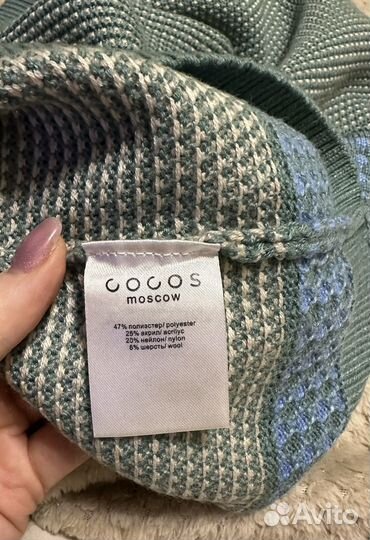 COCOS
moscow
47% полиэстер/ polyester
25% акрил/ acrilyc
20% нейлон/ nylon
8% шерсть/ wool
Avito